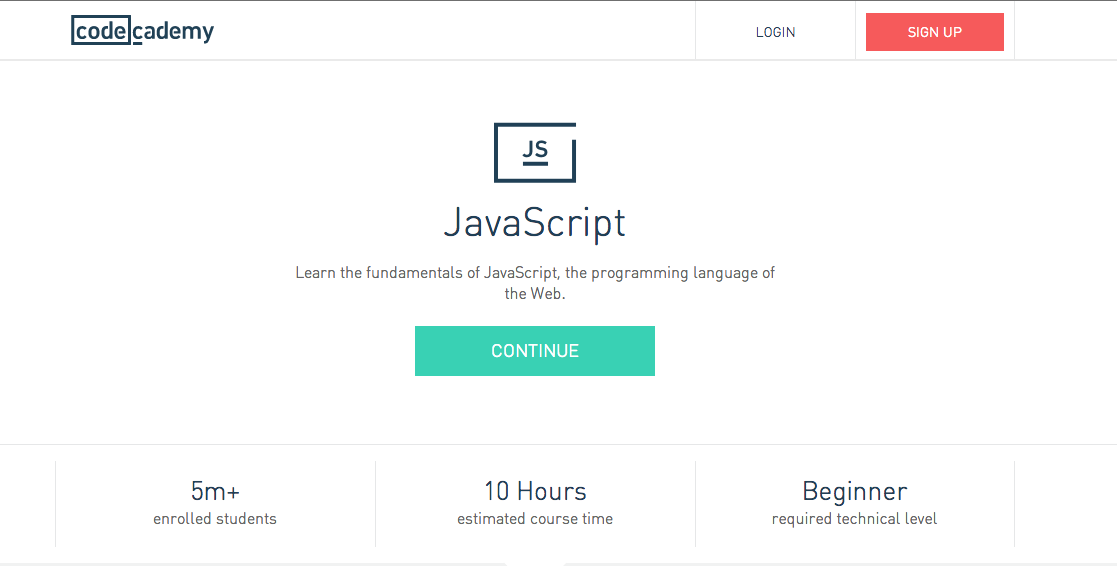 codecademy
LOGIN
SIGN UP
JS
JavaScript
Learn the fundamentals of JavaScript, the programming language of
the Web.
CONTINUE
5m+
10 Hours
Beginner
enrolled students
estimated course time
required technical level